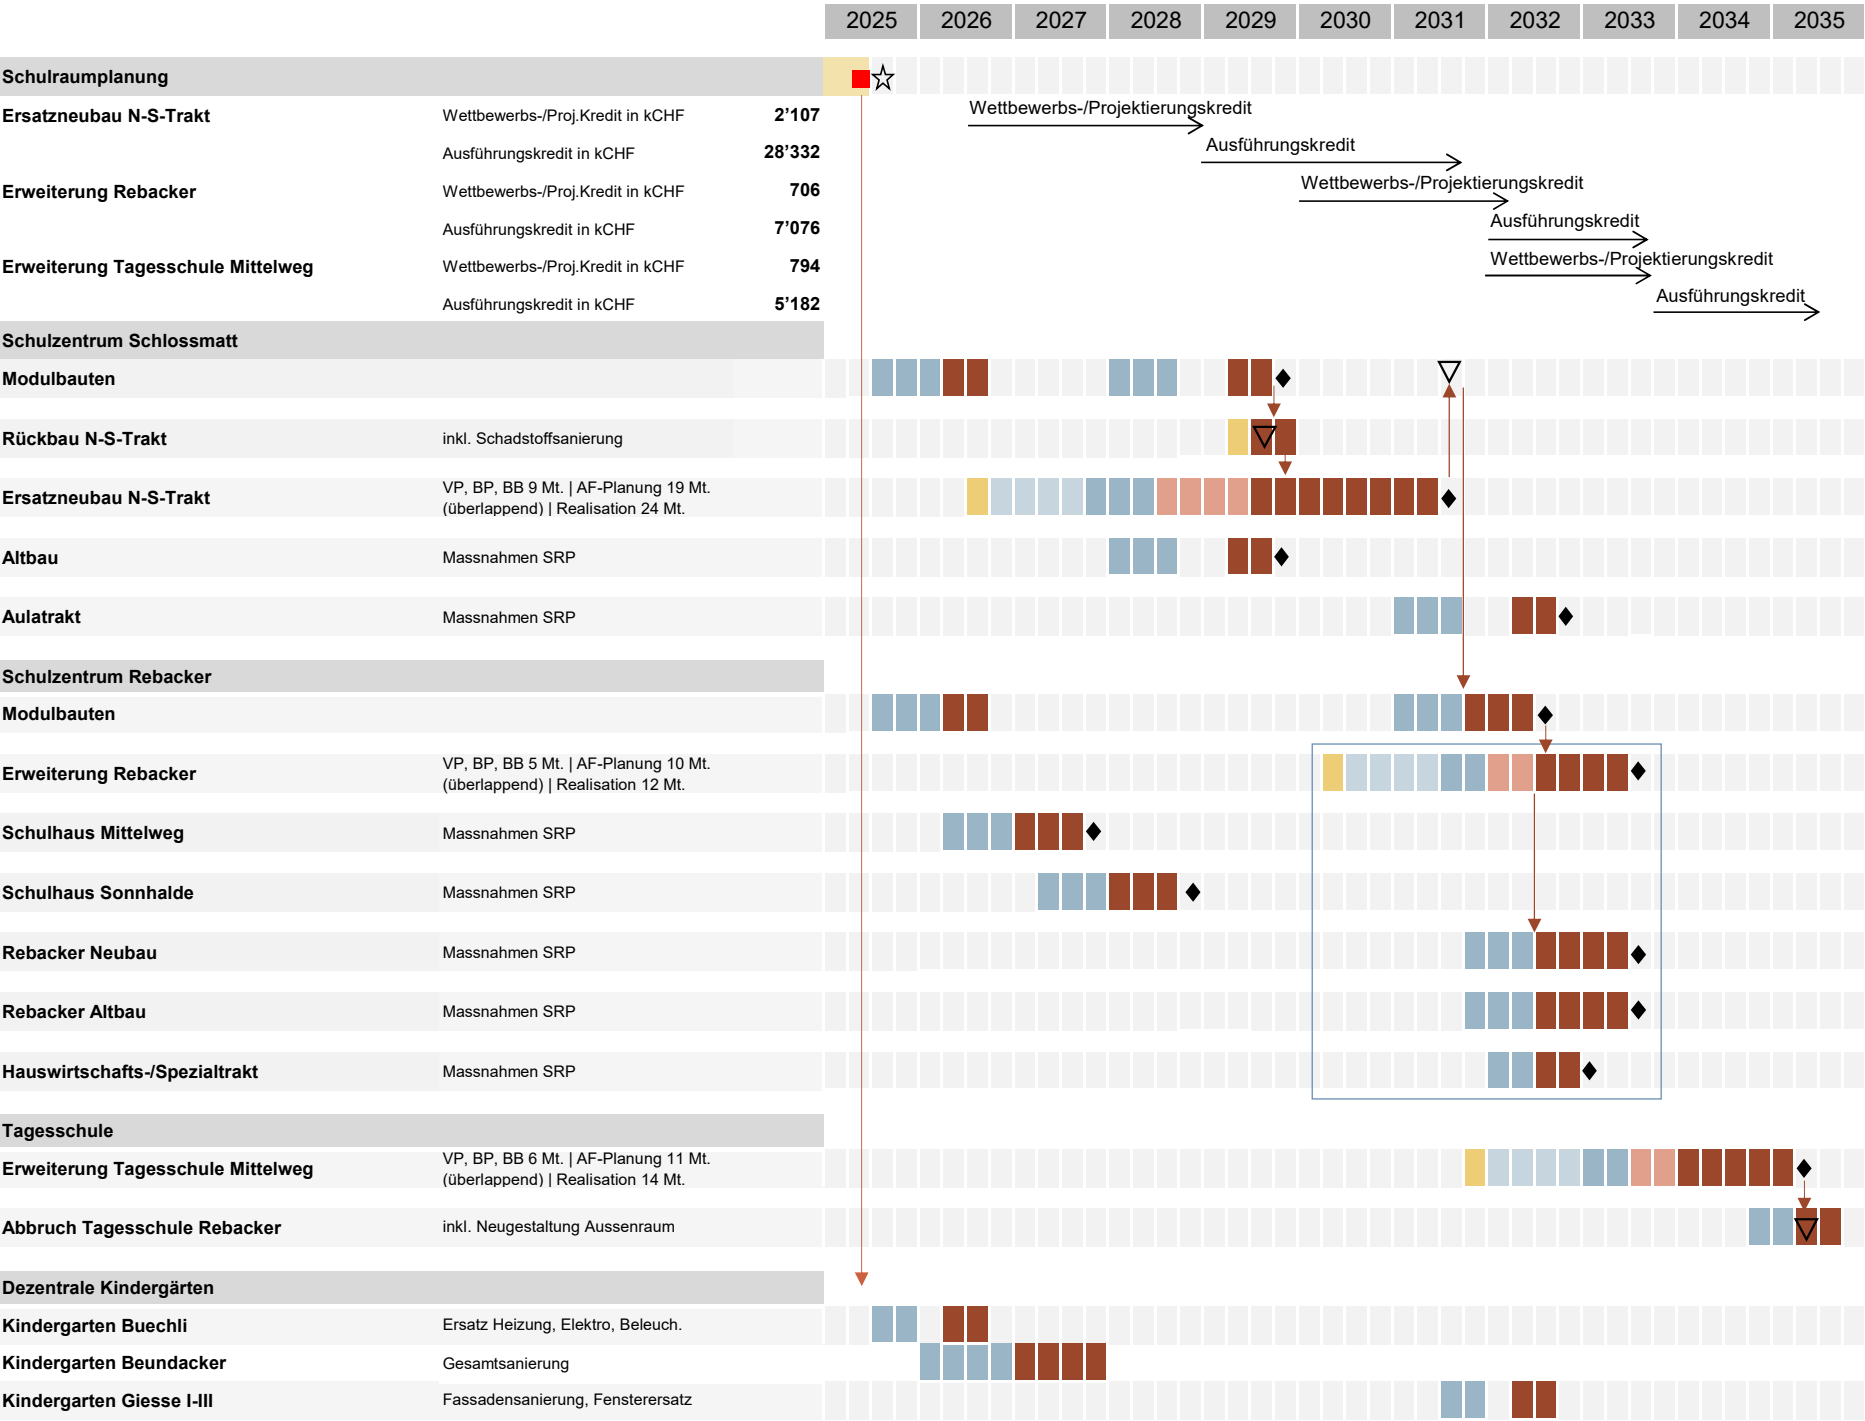 2025 2026 2027 2028 2029 2030 2031 2032 2033 2034 2035
Schulraumplanung
Ersatzneubau N-S-Trakt Wettbewerbs-/Proj.Kredit in kCHF 2’107 Wettbewerbs-/Projektierungskredit
Ausführungskredit in kCHF 28’332 Ausführungskredit
Erweiterung Rebacker Wettbewerbs-/Proj.Kredit in kCHF 706 Wettbewerbs-/Projektierungskredit
Ausführungskredit in kCHF 7’076 Ausführungskredit
Erweiterung Tagesschule Mittelweg Wettbewerbs-/Proj.Kredit in kCHF 794 Wettbewerbs-/Projektierungskredit
Ausführungskredit in kCHF 5’182 Ausführungskredit
Schulzentrum Schlossmatt
Modulbauten
Rückbau N-S-Trakt inkl. Schadstoffsanierung
Ersatzneubau N-S-Trakt VP, BP, BB 9 Mt. | AF-Planung 19 Mt.
(überlappend) | Realisation 24 Mt.
Altbau Massnahmen SRP
Aulatrakt Massnahmen SRP
Schulzentrum Rebacker
Modulbauten
Erweiterung Rebacker VP, BP, BB 5 Mt. | AF-Planung 10 Mt.
(überlappend) | Realisation 12 Mt.
Schulhaus Mittelweg Massnahmen SRP
Schulhaus Sonnhalde Massnahmen SRP
Rebacker Neubau Massnahmen SRP
Rebacker Altbau Massnahmen SRP
Hauswirtschafts-/Spezialtrakt Massnahmen SRP
Tagesschule
Erweiterung Tagesschule Mittelweg VP, BP, BB 6 Mt. | AF-Planung 11 Mt.
(überlappend) | Realisation 14 Mt.
Abbruch Tagesschule Rebacker inkl. Neugestaltung Aussenraum
Dezentrale Kindergärten
Kindergarten Buechli Ersatz Heizung, Elektro, Beleuch.
Kindergarten Beundacker Gesamtsanierung
Kindergarten Giesse I-III Fassadensanierung, Fensterersatz